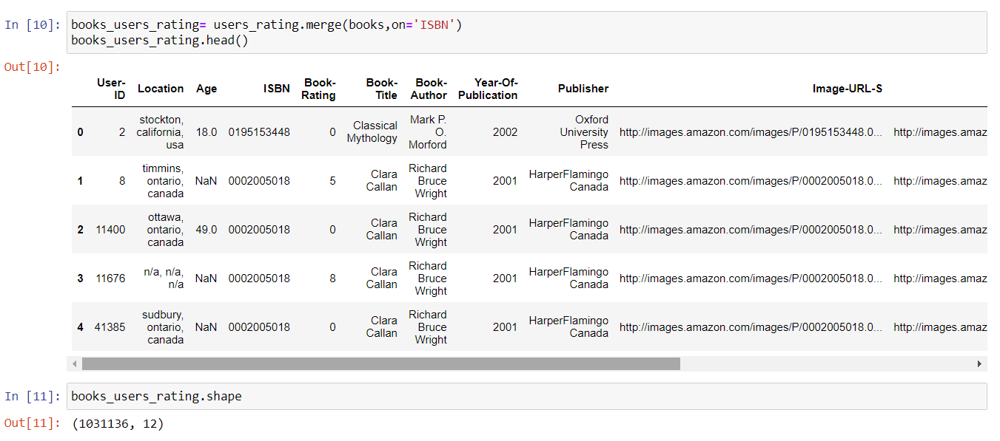 In [10]: books_users_rating= users_rating.merge(books,on='ISBN')
books_users_rating.head()
Out[10]:
User-ID Location Age ISBN Book-Rating Book-Title Book-Author Year-Of-Publication Publisher Image-URL-S
0 2 stockton, california, usa 18.0 0195153448 0 Classical Mythology Mark P. O. Morford 2002 Oxford University Press http://images.amazon.com/images/P/0195153448.0... http://images.amaz
1 8 timmins, ontario, canada NaN 0002005018 5 Clara Callan Richard Bruce Wright 2001 HarperFlamingo Canada http://images.amazon.com/images/P/0002005018.0... http://images.amaz
2 11400 ottawa, ontario, canada 49.0 0002005018 0 Clara Callan Richard Bruce Wright 2001 HarperFlamingo Canada http://images.amazon.com/images/P/0002005018.0... http://images.amaz
3 11676 n/a, n/a, n/a NaN 0002005018 8 Clara Callan Richard Bruce Wright 2001 HarperFlamingo Canada http://images.amazon.com/images/P/0002005018.0... http://images.amaz
4 41385 sudbury, ontario, canada NaN 0002005018 0 Clara Callan Richard Bruce Wright 2001 HarperFlamingo Canada http://images.amazon.com/images/P/0002005018.0... http://images.amaz
In [11]: books_users_rating.shape
Out[11]: (1031136, 12)